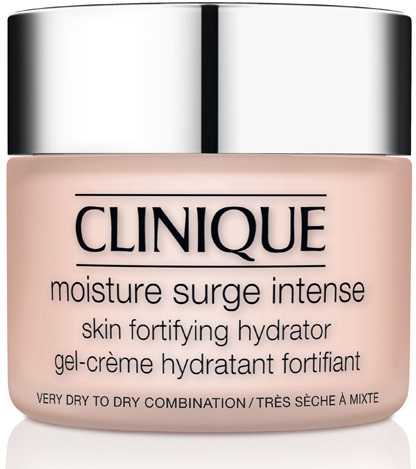 CLINIQUE
moisture surge intense
skin fortifying hydrator
gel-crème hydratant fortifiant
VERY DRY TO DRY COMBINATION / TRÈS SÈCHE À MIXTE